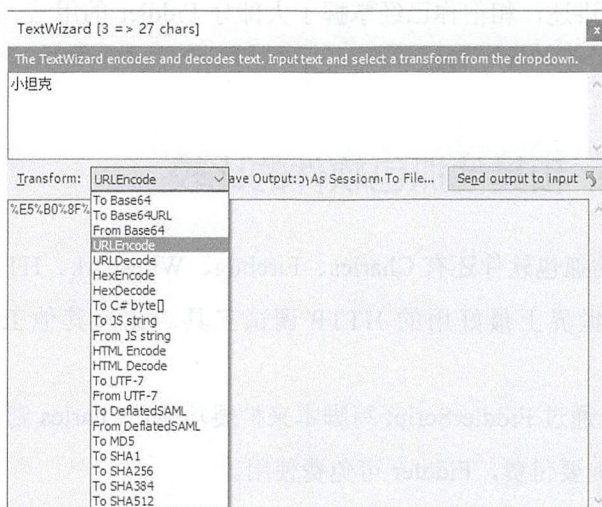 TextWizard [3 => 27 chars]
x
The TextWizard encodes and decodes text. Input text and select a transform from the dropdown.
小坦克
Transform: URLEncode ave Output: As Session To File... Send output to input
%E5%B0%8F%
To Base64
To Base64URL
From Base64
URLEncode
URLDecode
HexEncode
HexDecode
To C# byte[]
To JS string
From JS string
HTML Encode
HTML Decode
To UTF-7
From UTF-7
To DeflatedSAML
From DeflatedSAML
To MD5
To SHA1
To SHA256
To SHA384
To SHA512